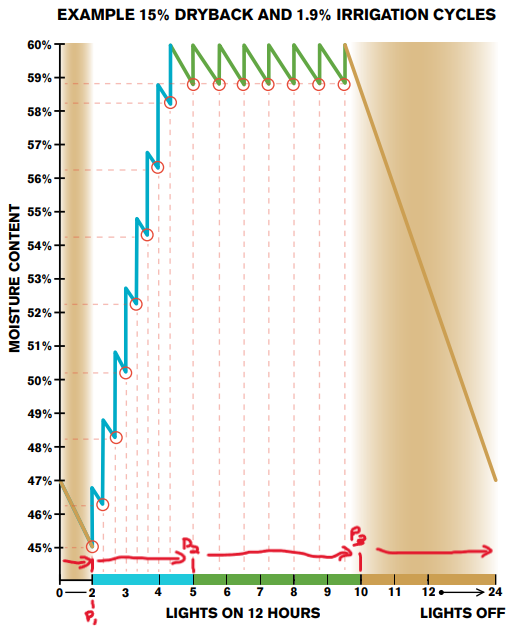 EXAMPLE 15% DRYBACK AND 1.9% IRRIGATION CYCLES
60%
59%
58%
57%
56%
55%
54%
53%
52%
51%
50%
49%
48%
47%
46%
45%
MOISTURE CONTENT
P2
P3
0 2 3 4 5 6 7 8 9 10 11 12 24
P1
LIGHTS ON 12 HOURS
LIGHTS OFF